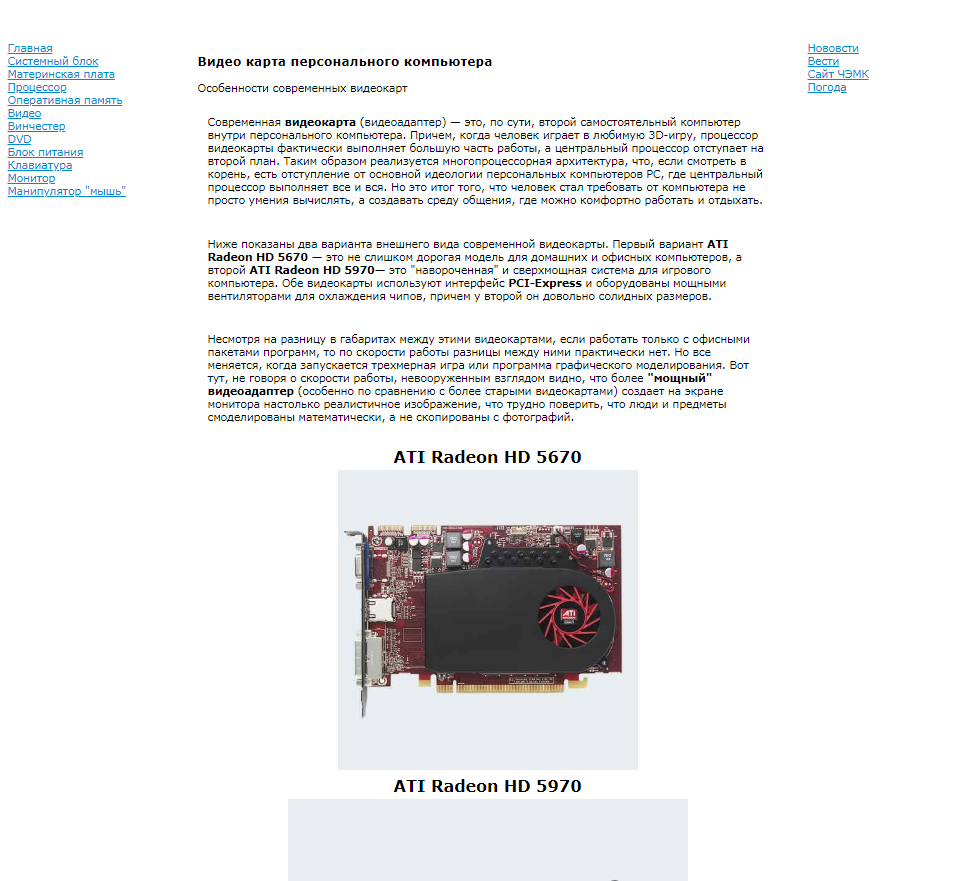 Главная
Системный блок
Материнская плата
Процессор
Оперативная память
Видео
Винчестер
DVD
Блок питания
Клавиатура
Монитор
Манипулятор "мышь"
Видео карта персонального компьютера
Особенности современных видеокарт
Современная видеокарта (видеоадаптер) — это, по сути, второй самостоятельный компьютер
внутри персонального компьютера. Причем, когда человек играет в любимую 3D-игру, процессор
видеокарты фактически выполняет большую часть работы, а центральный процессор отступает на
второй план. Таким образом реализуется многопроцессорная архитектура, что, если смотреть в
корень, есть отступление от основной идеологии персональных компьютеров PC, где центральный
процессор выполняет все и вся. Но это итог того, что человек стал требовать от компьютера не
просто умения вычислять, а создавать среду общения, где можно комфортно работать и отдыхать.
Ниже показаны два варианта внешнего вида современной видеокарты. Первый вариант ATI
Radeon HD 5670 — это не слишком дорогая модель для домашних и офисных компьютеров, а
второй ATI Radeon HD 5970— это "навороченная" и сверхмощная система для игрового
компьютера. Обе видеокарты используют интерфейс PCI-Express и оборудованы мощными
вентиляторами для охлаждения чипов, причем у второй он довольно солидных размеров.
Несмотря на разницу в габаритах между этими видеокартами, если работать только с офисными
пакетами программ, то по скорости работы разницы между ними практически нет. Но все
меняется, когда запускается трехмерная игра или программа графического моделирования. Вот
тут, не говоря о скорости работы, невооруженным взглядом видно, что более "мощный"
видеоадаптер (особенно по сравнению с более старыми видеокартами) создает на экране
монитора настолько реалистичное изображение, что трудно поверить, что люди и предметы
смоделированы математически, а не скопированы с фотографий.
ATI Radeon HD 5670
ATI
ATI Radeon HD 5970
Нововсти
Вести
Сайт ЧЭМК
Погода